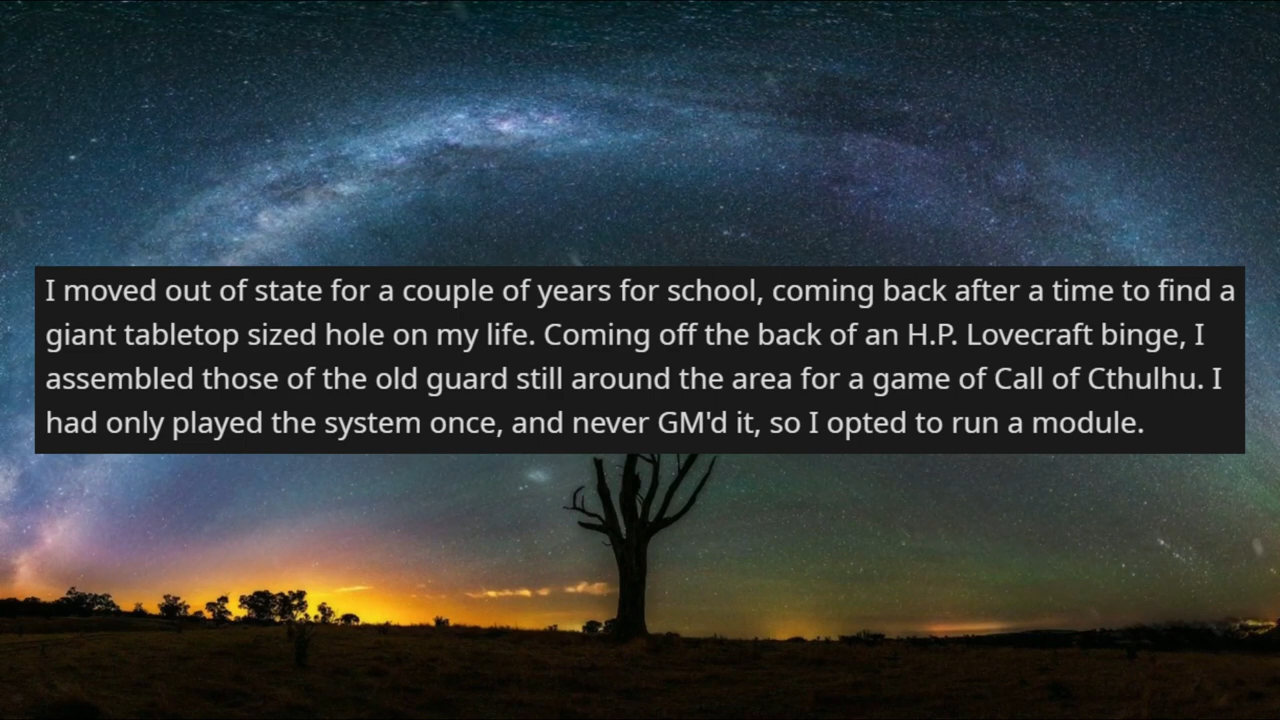 I moved out of state for a couple of years for school, coming back after a time to find a
giant tabletop sized hole on my life. Coming off the back of an H.P. Lovecraft binge, I
assembled those of the old guard still around the area for a game of Call of Cthulhu. I
had only played the system once, and never GM'd it, so I opted to run a module.